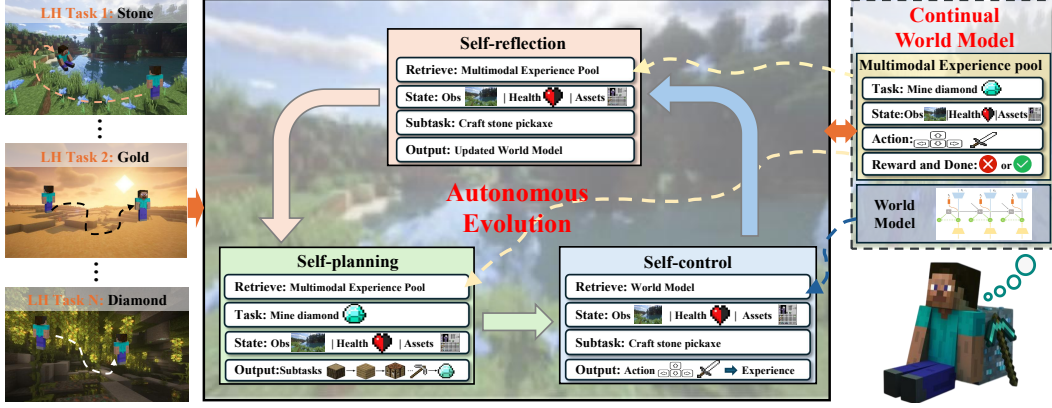 LH Task 1: Stone
LH Task 2: Gold
LH Task N: Diamond
Self-reflection
Retrieve: Multimodal Experience Pool
State: Obs | Health | Assets
Subtask: Craft stone pickaxe
Output: Updated World Model
Autonomous
Evolution
Self-planning
Retrieve: Multimodal Experience Pool
Task: Mine diamond
State: Obs | Health | Assets
Output:Subtasks
Self-control
Retrieve: World Model
State: Obs | Health | Assets
Subtask: Craft stone pickaxe
Output: Action Experience
Continual
World Model
Multimodal Experience pool
Task: Mine diamond
State:Obs |Health |Assets
Action:
Reward and Done: or
World
Model